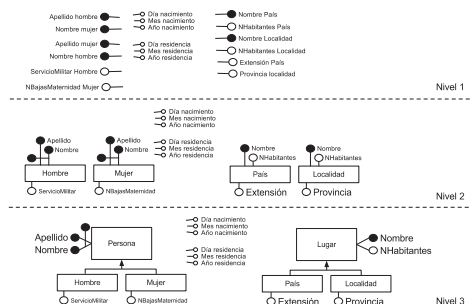 Apellido hombre
Nombre mujer
Apellido mujer
Nombre hombre
ServicioMilitar Hombre
NBajasMaternidad Mujer
Día nacimiento
Mes nacimiento
Año nacimiento
Día residencia
Mes residencia
Año residencia
Nombre País
NHabitantes País
Nombre Localidad
NHabitantes Localidad
Extensión País
Provincia localidad
Nivel 1
Día nacimiento
Mes nacimiento
Año nacimiento
Día residencia
Mes residencia
Año residencia
Apellido
Nombre
Hombre
ServicioMilitar
Apellido
Nombre
Mujer
NBajasMaternidad
Nombre
NHabitantes
País
Extensión
Nombre
NHabitantes
Localidad
Provincia
Nivel 2
Apellido
Nombre
Persona
Hombre
ServicioMilitar
Mujer
NBajasMaternidad
Día nacimiento
Mes nacimiento
Año nacimiento
Día residencia
Mes residencia
Año residencia
Lugar
Nombre
NHabitantes
País
Extensión
Localidad
Provincia
Nivel 3